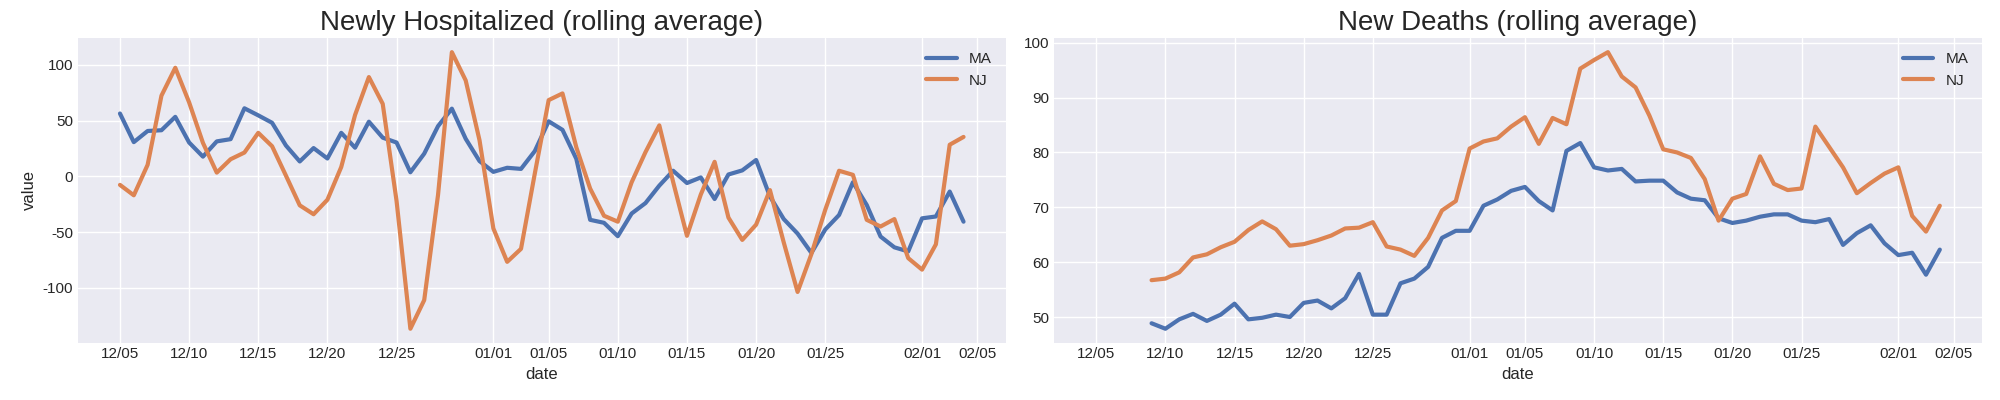 Newly Hospitalized (rolling average)
MA
NJ
100
50
0
-50
-100
value
12/05 12/10 12/15 12/20 12/25 01/01 01/05 01/10 01/15 01/20 01/25 02/01 02/05
date
New Deaths (rolling average)
MA
NJ
100
90
80
70
60
50
12/05 12/10 12/15 12/20 12/25 01/01 01/05 01/10 01/15 01/20 01/25 02/01 02/05
date